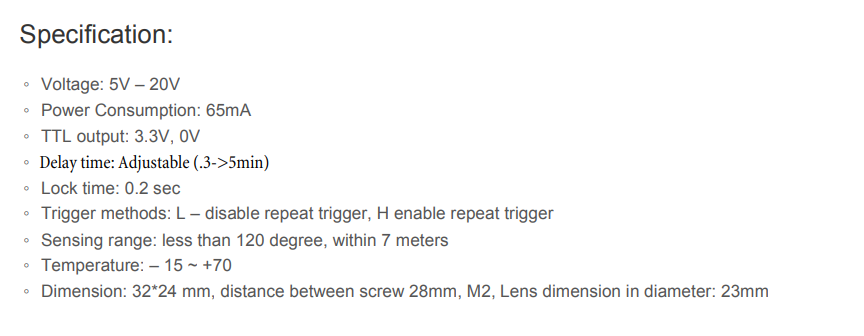 Specification:
◦ Voltage: 5V – 20V
◦ Power Consumption: 65mA
◦ TTL output: 3.3V, 0V
◦ Delay time: Adjustable (.3->5min)
◦ Lock time: 0.2 sec
◦ Trigger methods: L – disable repeat trigger, H enable repeat trigger
◦ Sensing range: less than 120 degree, within 7 meters
◦ Temperature: – 15 ~ +70
◦ Dimension: 32*24 mm, distance between screw 28mm, M2, Lens dimension in diameter: 23mm